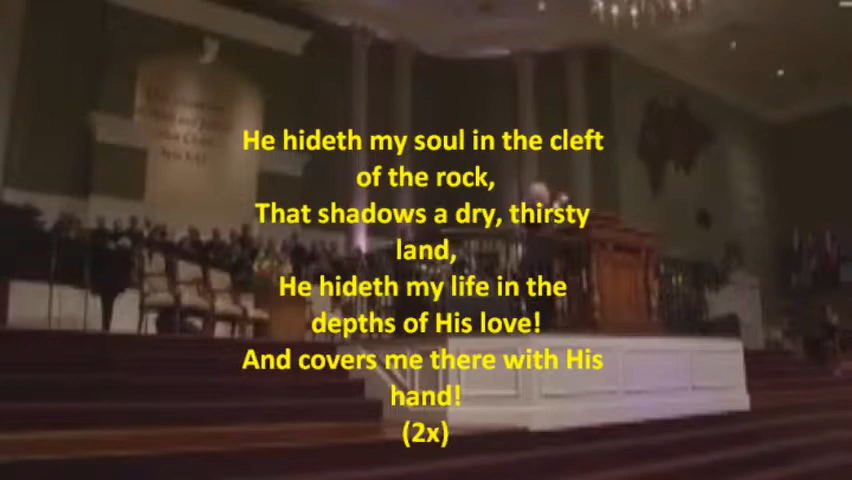 He hideth my soul in the cleft
of the rock,
That shadows a dry, thirsty
land,
He hideth my life in the
depths of His love!
And covers me there with His
hand!
(2x)